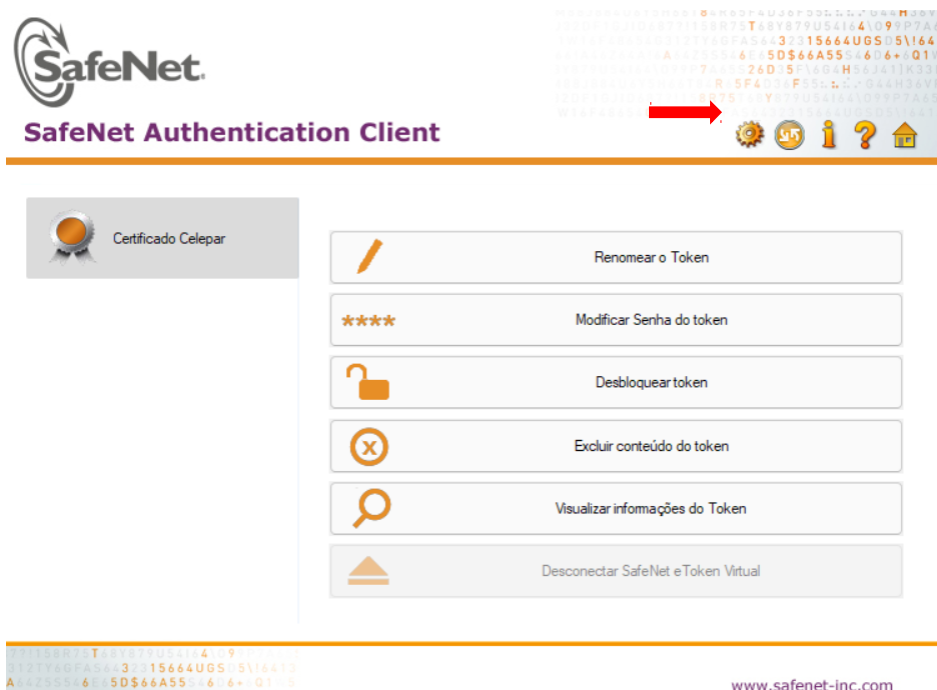 SafeNet.
SafeNet Authentication Client
Certificado Celepar
Renomear o Token
**** Modificar Senha do token
Desbloquear token
Excluir conteúdo do token
Visualizar informações do Token
Desconectar SafeNet eToken Virtual
www.safenet-inc.com